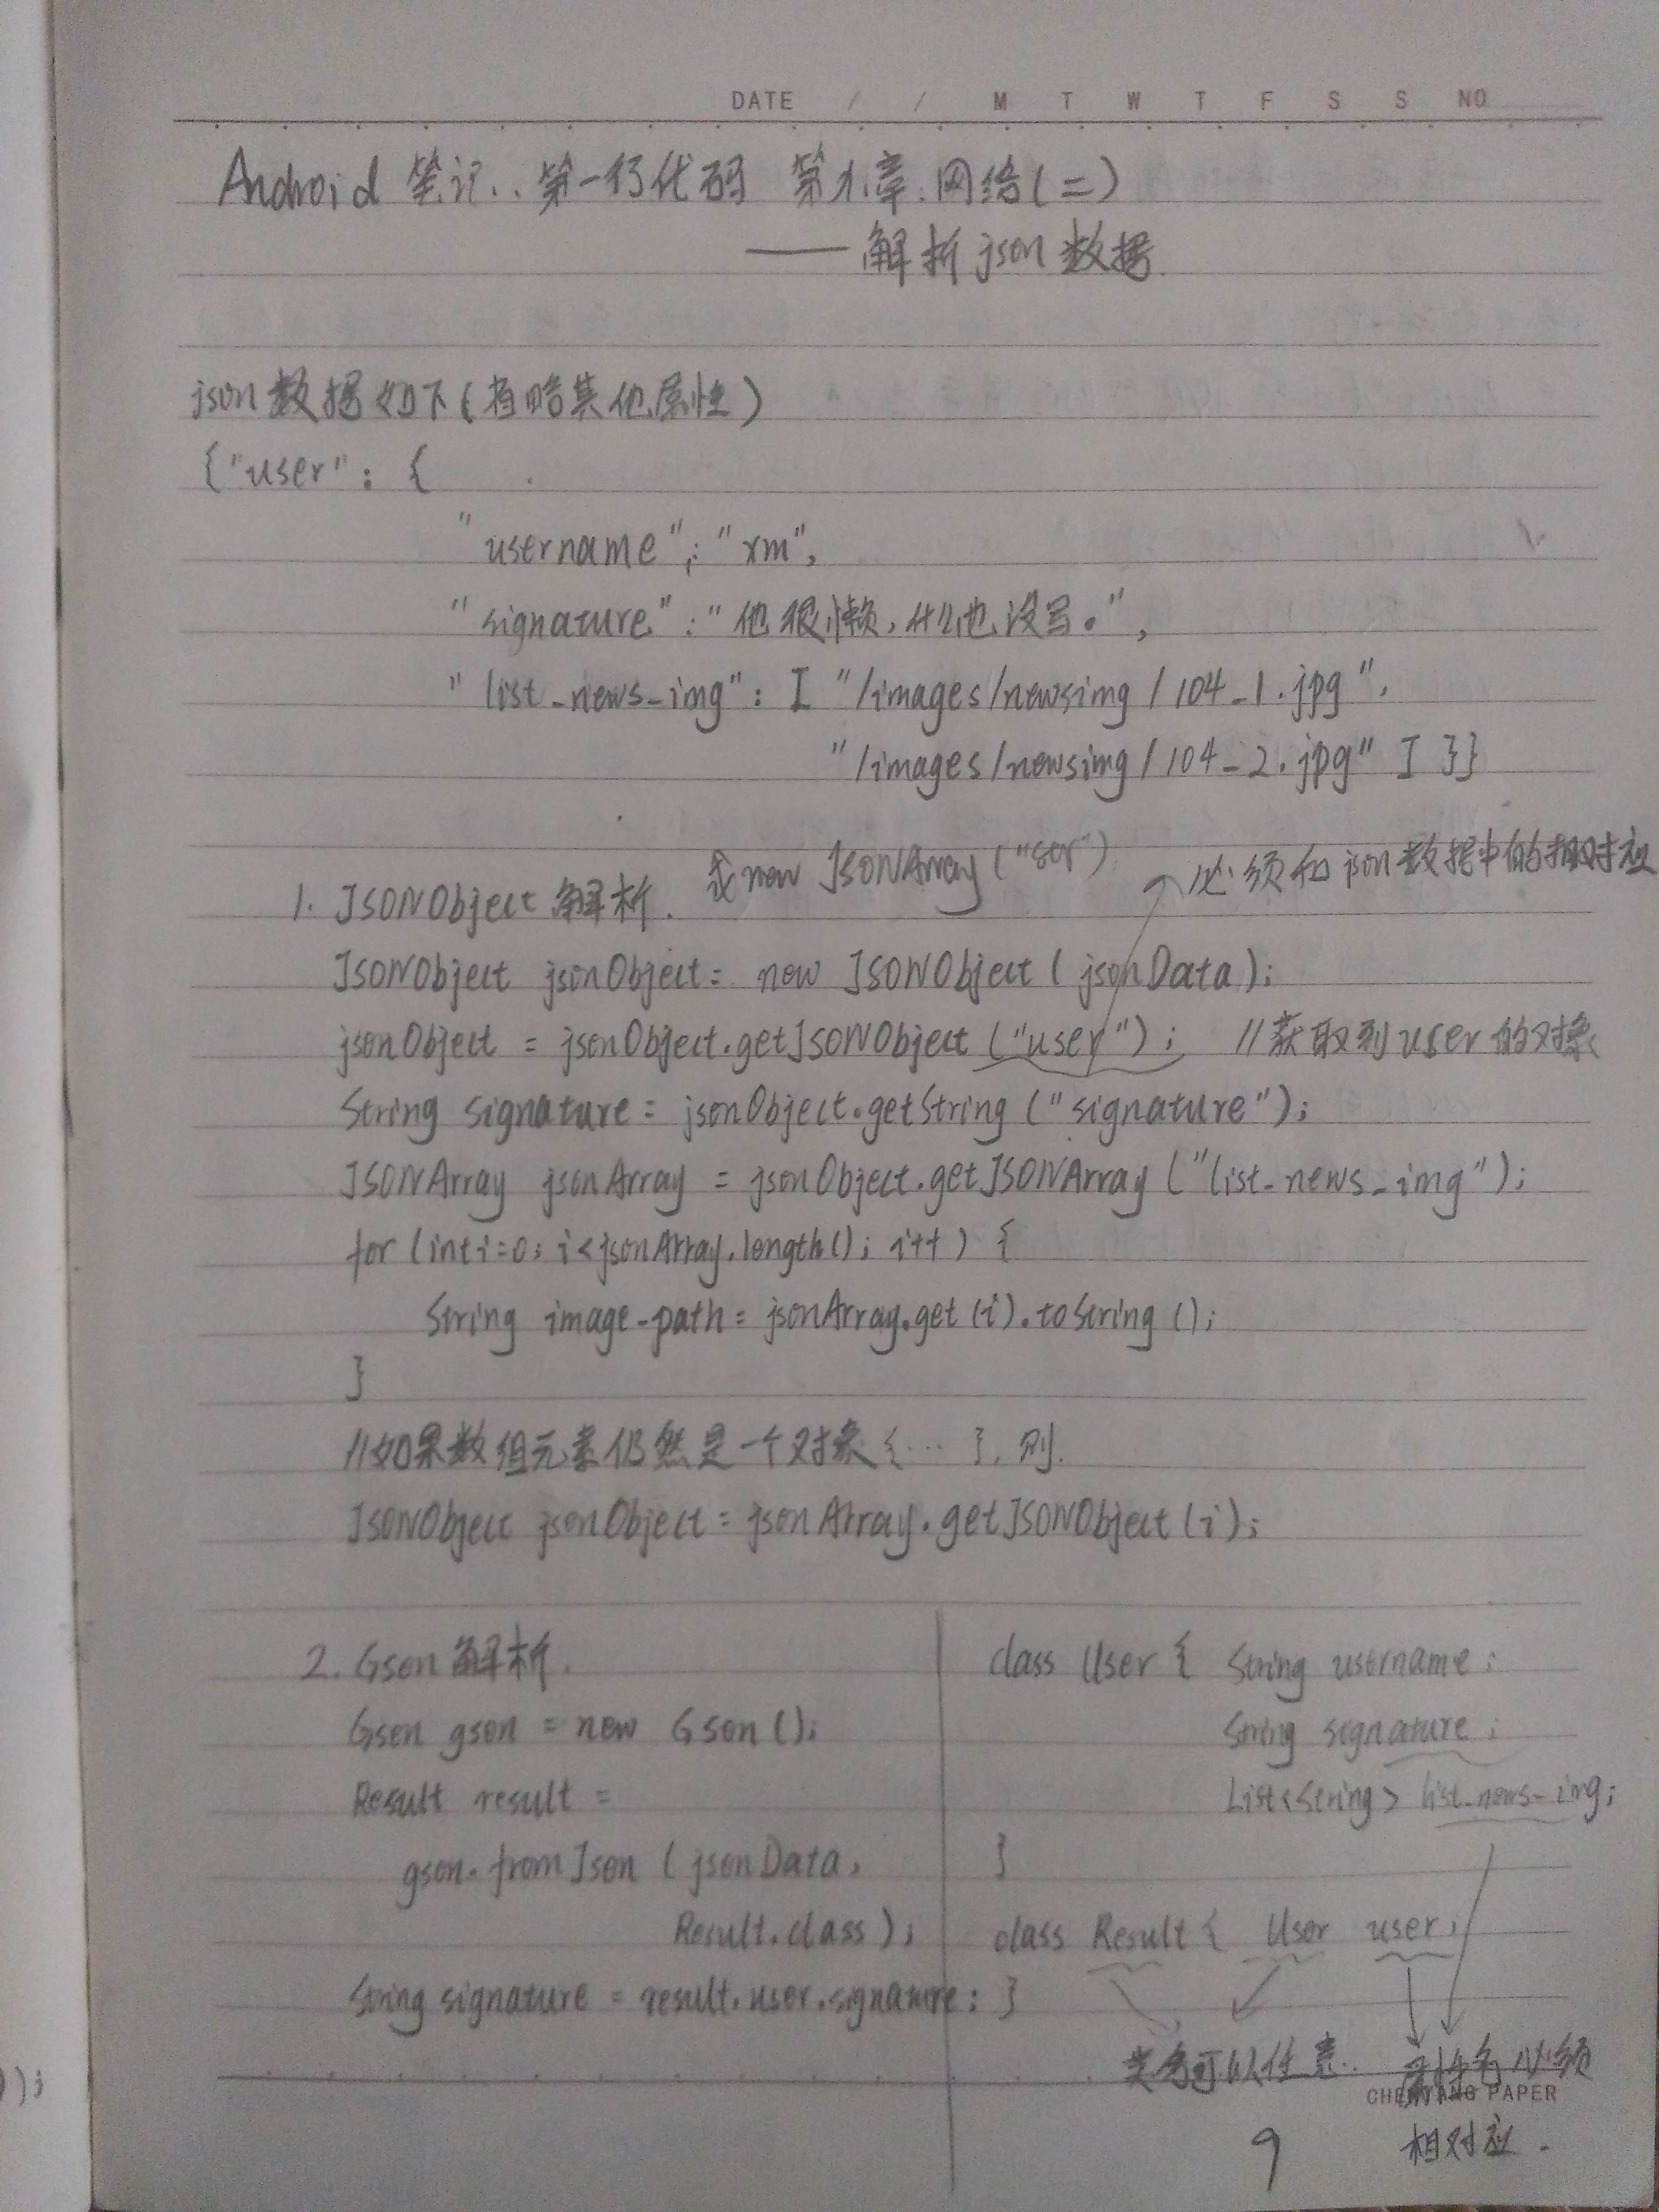 DATE / / M T W T F S S NO
Android 笔记..第一行代码 第九章.网络(二)
——解析json数据
json数据如下(省略其他属性)
{"user": {
"username": "xm",
"signature": "他很懒,什么也没写。",
"list_news_img": ["/images/newsimg/104_1.jpg",
"/images/newsimg/104_2.jpg"]}}
或new JSONArray("str")
必须和json数据中的相对应
1. JSONObject 解析.
JSONObject jsonObject= new JSONObject(jsonData);
jsonObject = jsonObject.getJSONObject("user"); //获取到user的对象
String signature= jsonObject.getString("signature");
JSONArray jsonArray = jsonObject.getJSONArray("list_news_img");
for(int i=0; i<jsonArray.length(); i++) {
String image-path= jsonArray.get(i).toString();
}
//如果数组元素仍然是一个对象{…},则.
JSONObject jsonObject= jsonArray.getJSONObject(i);
2. Gson 解析.
Gson gson = new Gson();
Result result =
gson.fromJson(jsonData,
Result.class);
String signature = result.user.signature;
class User { String username;
String signature;
List<String> list_news_img;
}
class Result { User user;
}
类名可以任意.
属性名必须
相对应.
CHENYANG PAPER
9
);